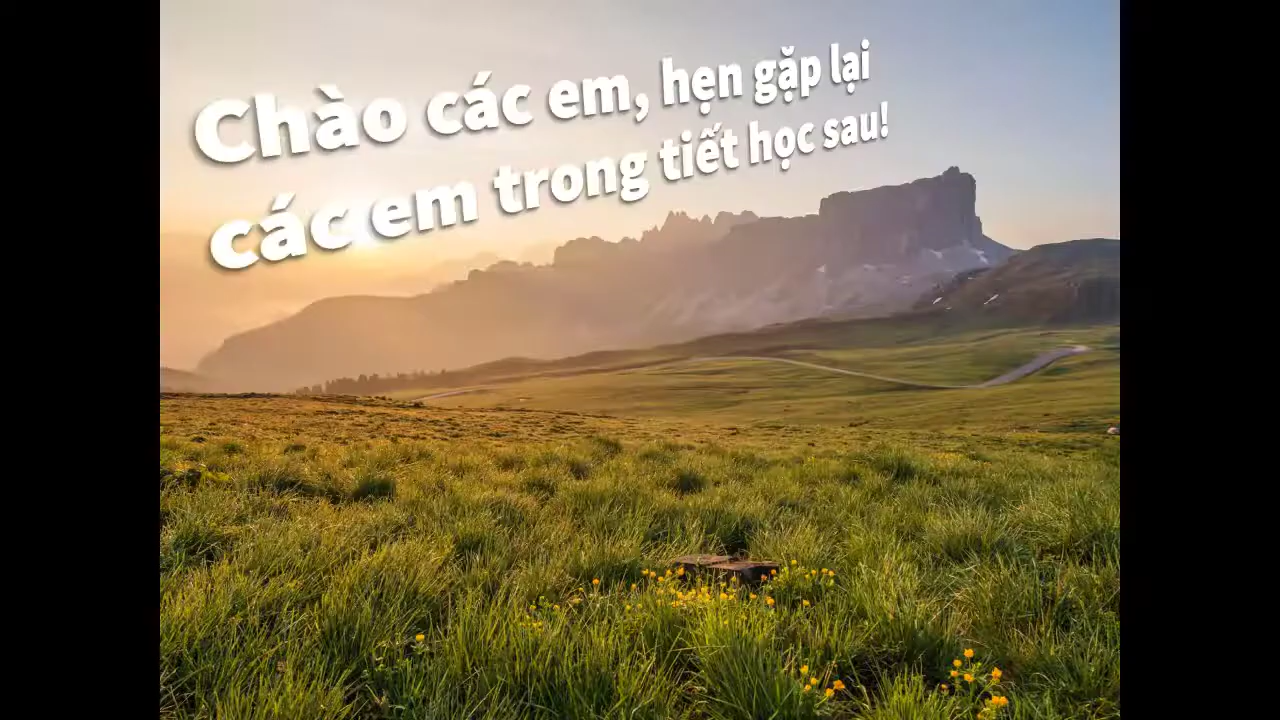 Chào các em, hẹn gặp lại
các em trong tiết học sau!